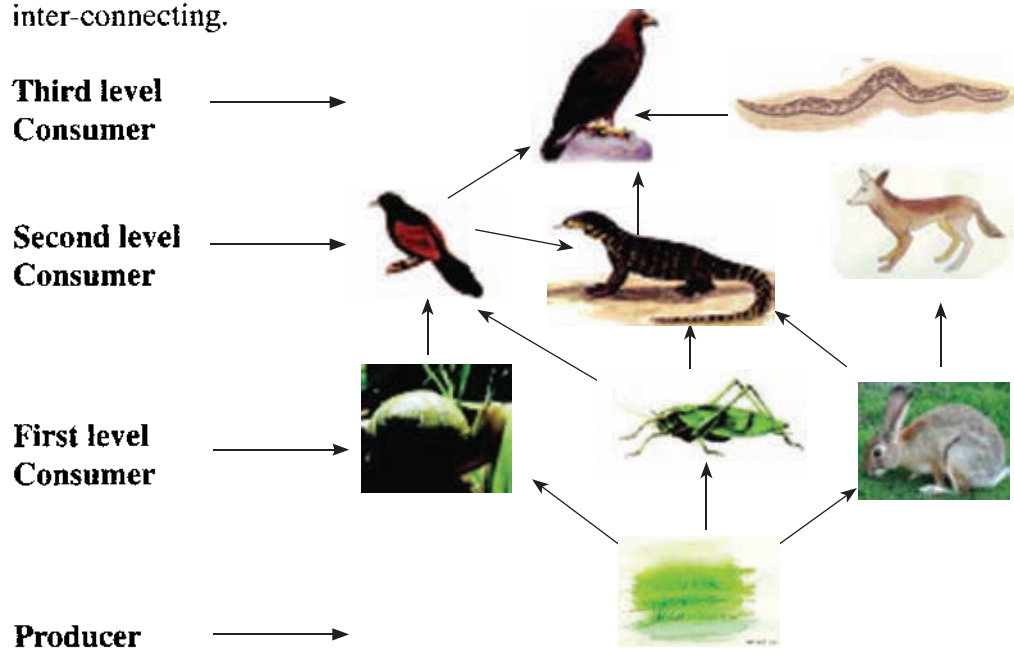 inter-connecting.
Third level
Consumer
Second level
Consumer
First level
Consumer
Producer